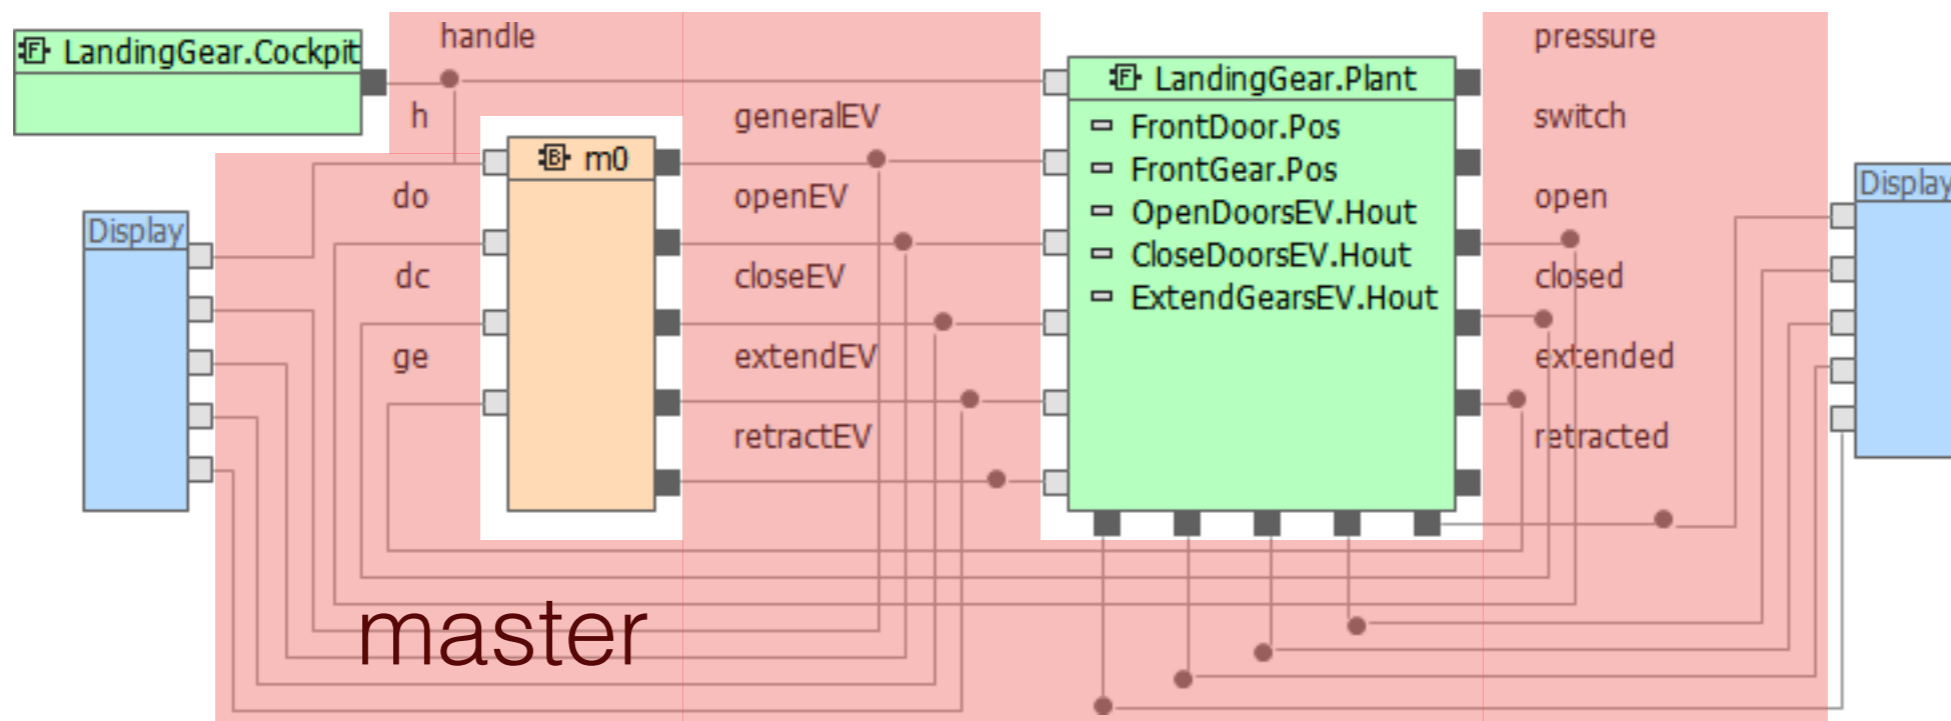 LandingGear.Cockpit
handle
h
do
dc
ge
Display
m0
generalEV
openEV
closeEV
extendEV
retractEV
LandingGear.Plant
FrontDoor.Pos
FrontGear.Pos
OpenDoorsEV.Hout
CloseDoorsEV.Hout
ExtendGearsEV.Hout
pressure
switch
open
closed
extended
retracted
Display
master